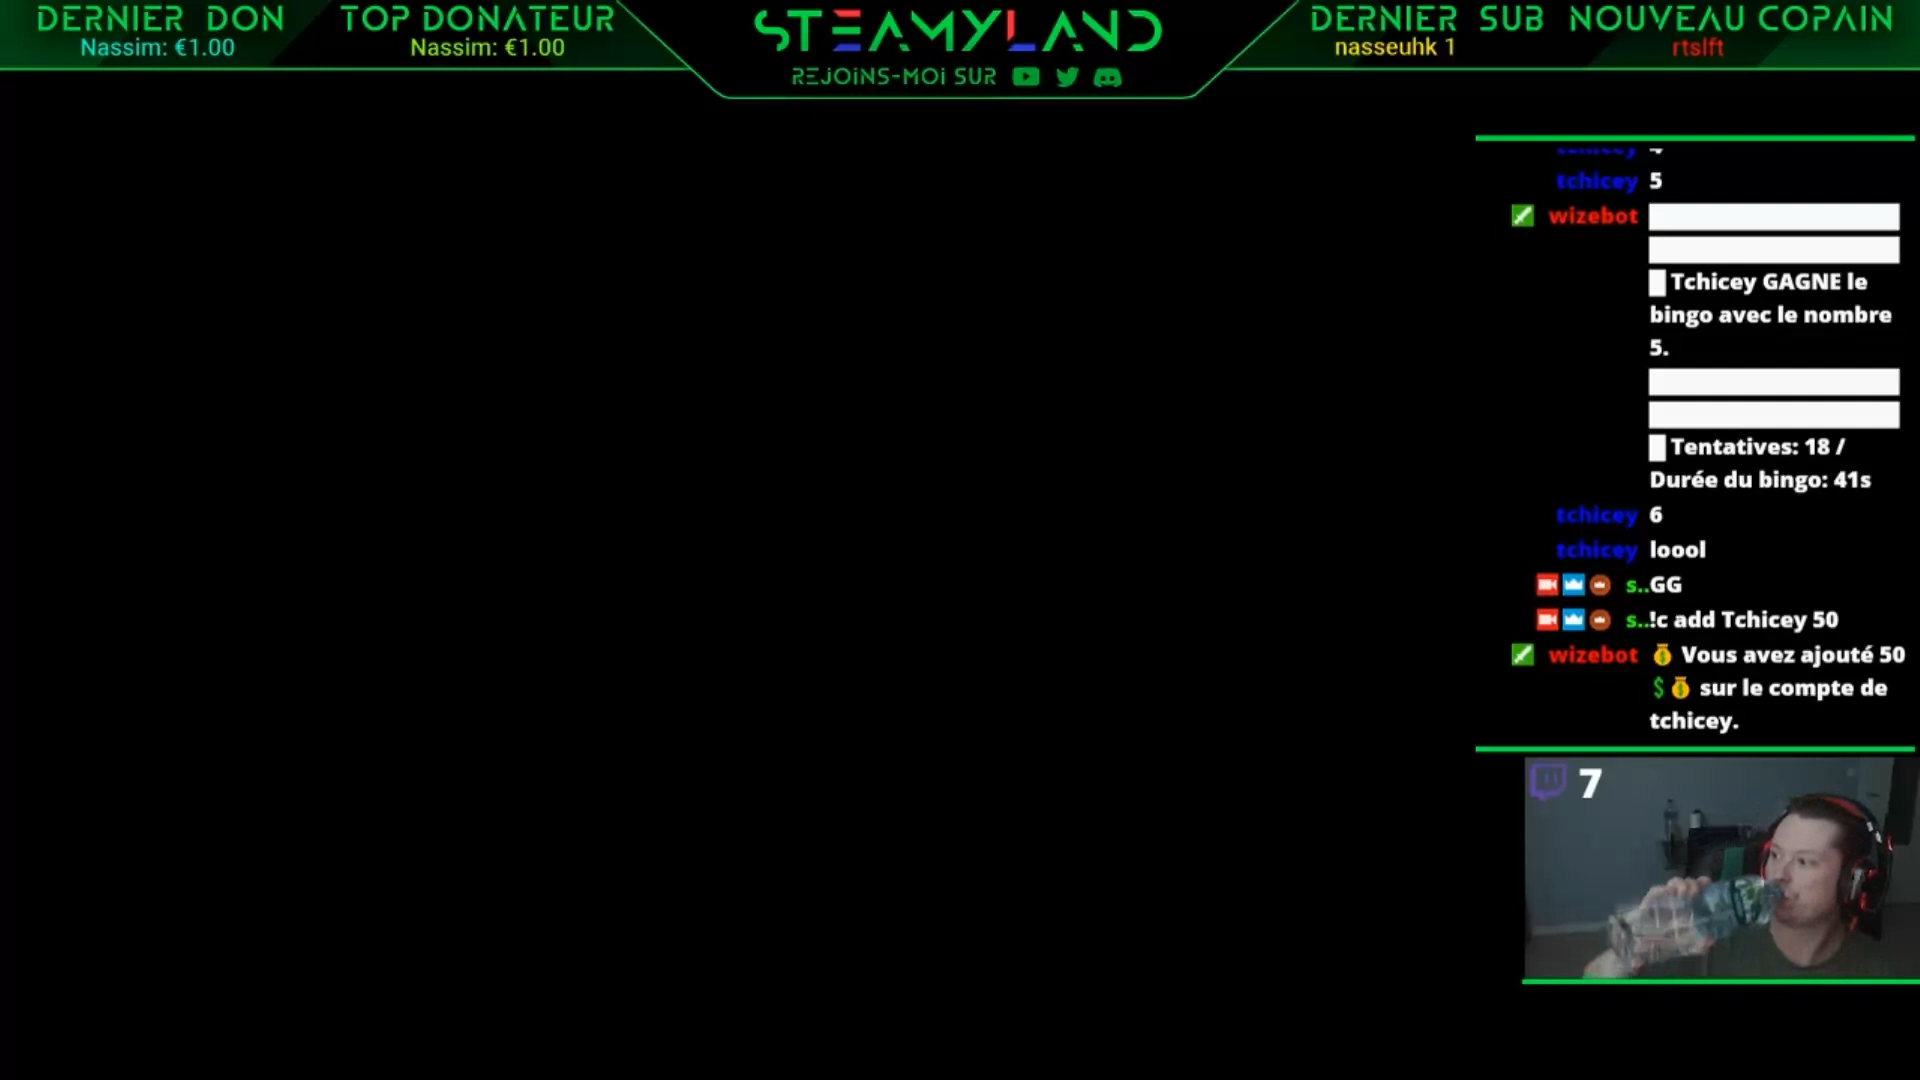 DERNIER DON
Nassim: €1.00
TOP DONATEUR
Nassim: €1.00
STEAMYLAND
REJOINS-MOI SUR
DERNIER SUB
nasseuhk 1
NOUVEAU COPAIN
rtslft
tchicey 5
wizebot
Tchicey GAGNE le
bingo avec le nombre
5.
Tentatives: 18 /
Durée du bingo: 41s
tchicey 6
tchicey loool
s..GG
s..!c add Tchicey 50
wizebot 💰 Vous avez ajouté 50
$💰 sur le compte de
tchicey.
7